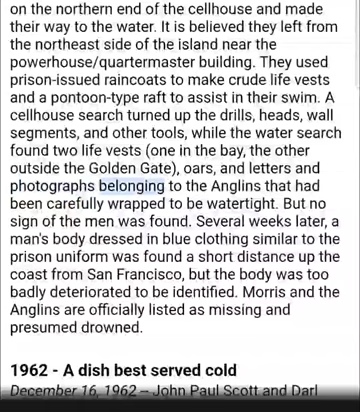 on the northern end of the cellhouse and made
their way to the water. It is believed they left from
the northeast side of the island near the
powerhouse/quartermaster building. They used
prison-issued raincoats to make crude life vests
and a pontoon-type raft to assist in their swim. A
cellhouse search turned up the drills, heads, wall
segments, and other tools, while the water search
found two life vests (one in the bay, the other
outside the Golden Gate), oars, and letters and
photographs belonging to the Anglins that had
been carefully wrapped to be watertight. But no
sign of the men was found. Several weeks later, a
man's body dressed in blue clothing similar to the
prison uniform was found a short distance up the
coast from San Francisco, but the body was too
badly deteriorated to be identified. Morris and the
Anglins are officially listed as missing and
presumed drowned.
1962 - A dish best served cold
December 16, 1962 – John Paul Scott and Darl